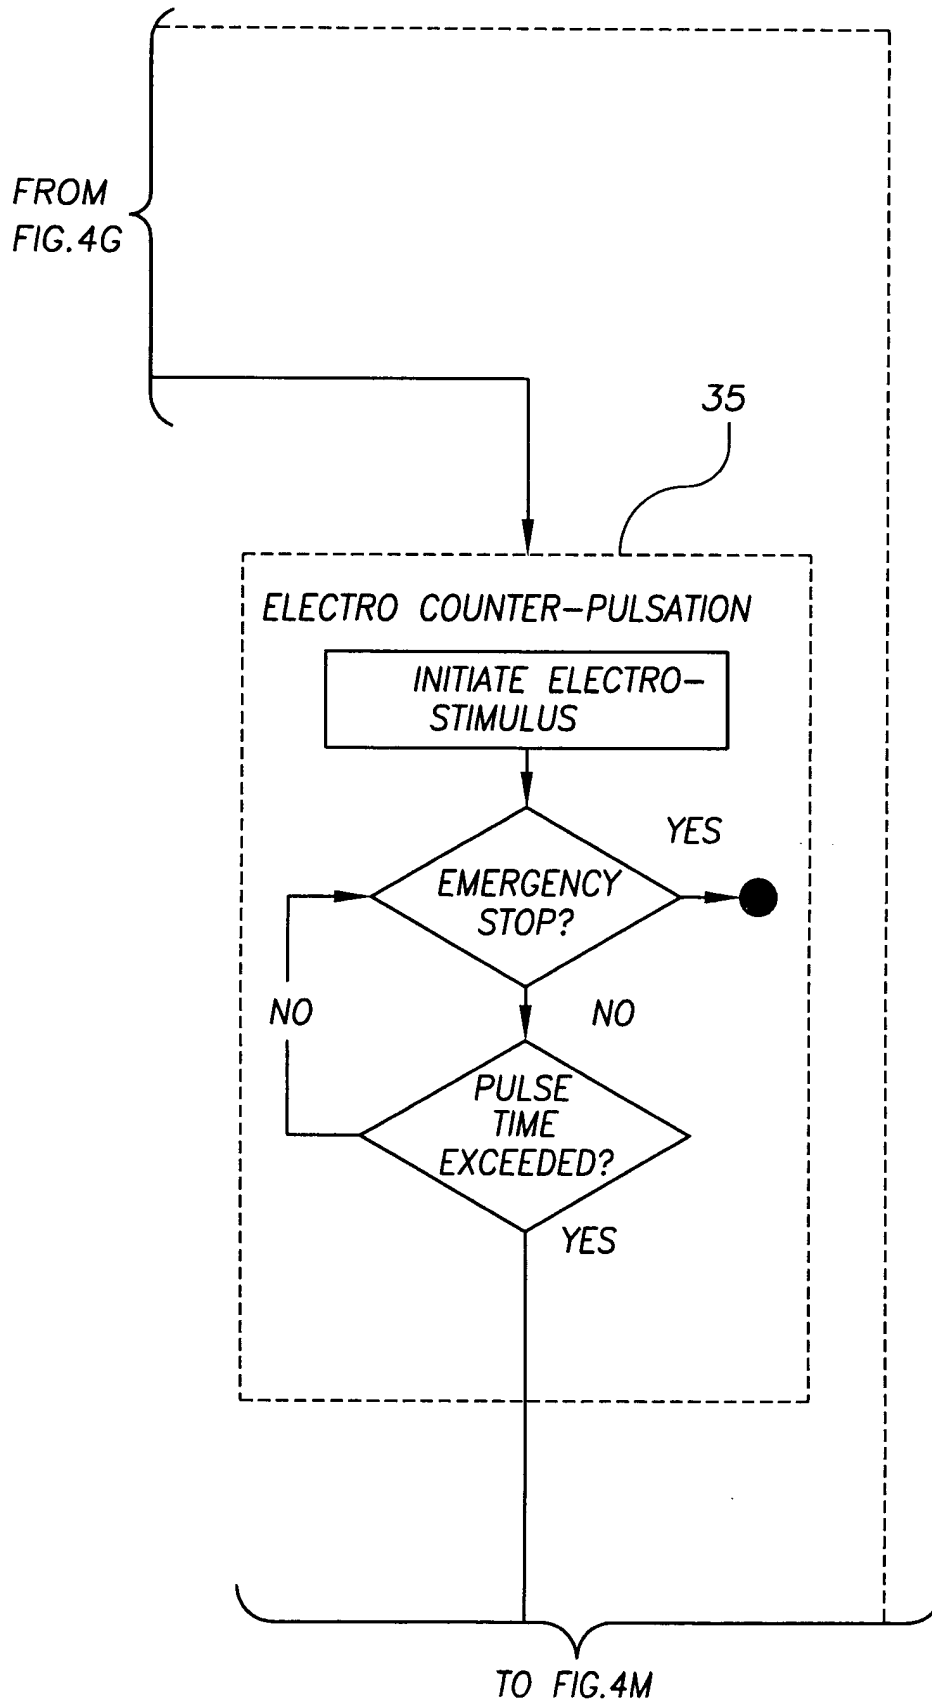 FROM
FIG.4G
35
ELECTRO COUNTER-PULSATION
INITIATE ELECTRO-
STIMULUS
YES
EMERGENCY
STOP?
NO
NO
PULSE
TIME
EXCEEDED?
YES
TO FIG.4M